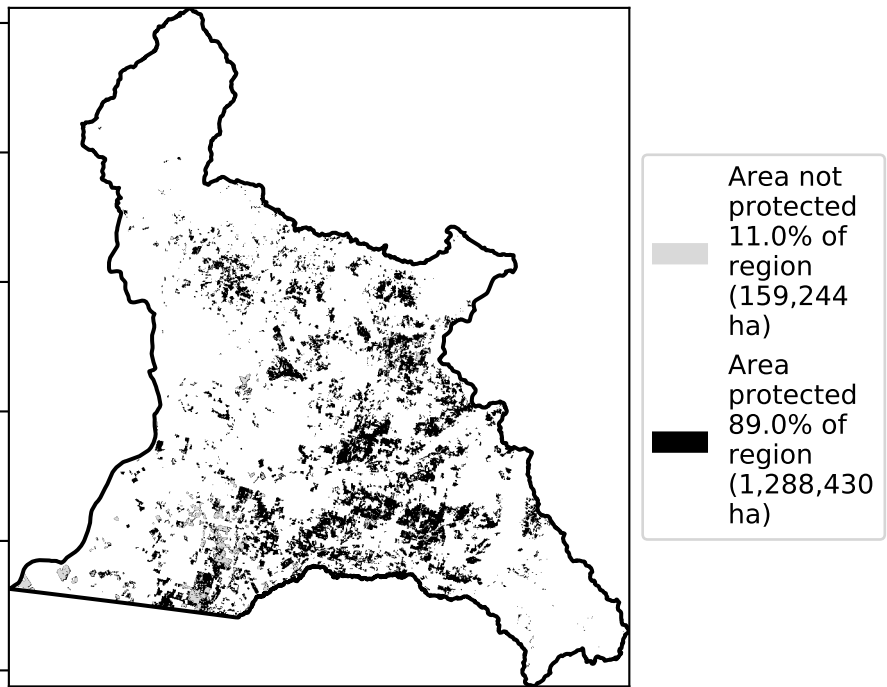 Area not
protected
11.0% of
region
(159,244
ha)
Area
protected
89.0% of
region
(1,288,430
ha)